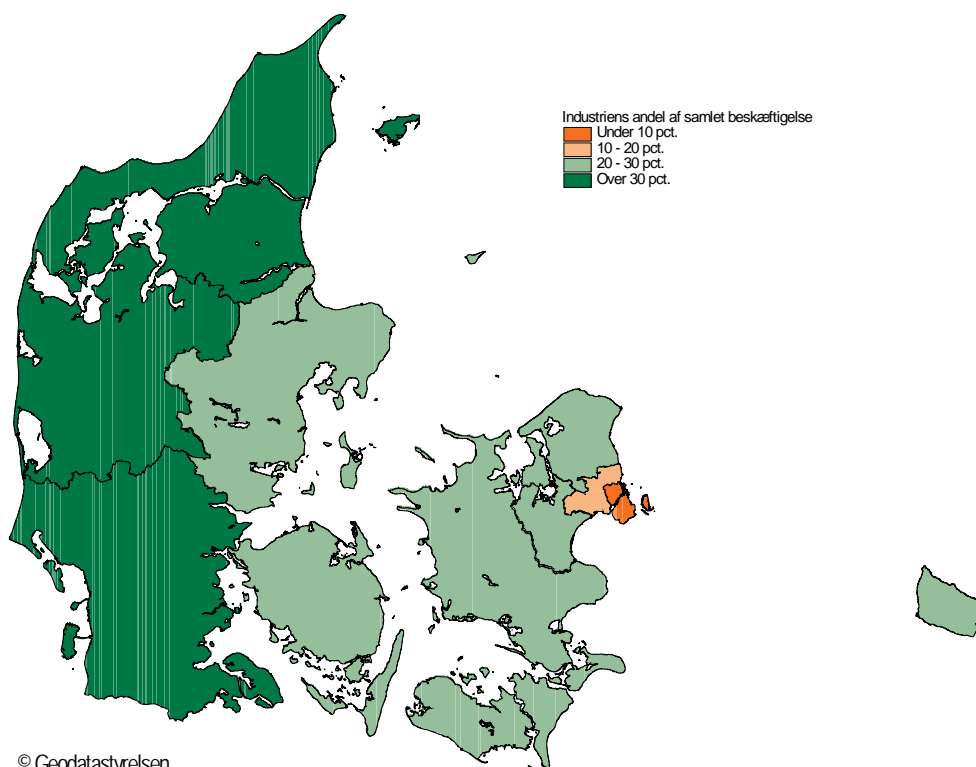 Industriens andel af samlet beskæftigelse
Under 10 pct.
10 - 20 pct.
20 - 30 pct.
Over 30 pct.
© Geodatastyrelsen